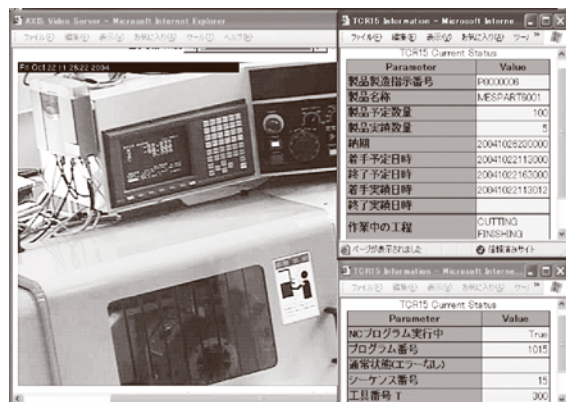 AXIS Video Server - Microsoft Internet Explorer
ファイル(F) 編集(E) 表示(V) お気に入り(A) ツール(T) ヘルプ(H)
TCR15 Information - Microsoft Interne...
ファイル(F) 編集(E) 表示(V) お気に入り(A) ツー »
TCR15 Current Status
Parameter Value
製品製造指示番号 P0000006
製品名称 MESPART6001
製品予定数量 100
製品実績数量 5
納期 20041026230000
着手予定日時 20041022113000
終了予定日時 20041022163000
着手実績日時 20041022113012
終了実績日時
作業中の工程 CUTTING
FINISHING
ページが表示されました 信頼済みサイト
TCR15 Information - Microsoft Interne...
ファイル(F) 編集(E) 表示(V) お気に入り(A) ツー »
TCR15 Current Status
Parameter Value
NCプログラム実行中 True
プログラム番号 1015
通常状態(エラーなし)
シーケンス番号 15
工具番号 T 300